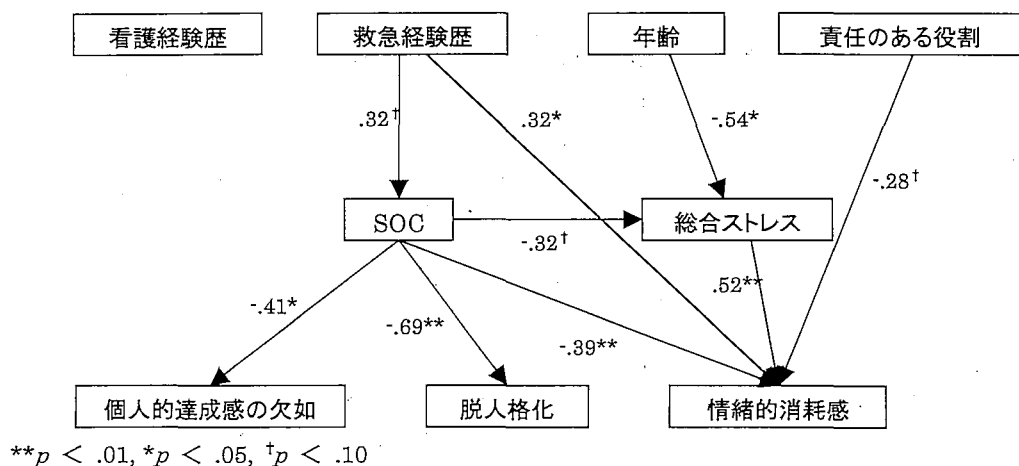 看護経験歴 救急経験歴 年齢 責任のある役割
.32† .32* -.54*
-.28†
SOC 総合ストレス
-.32†
.52**
-.41* -.69** -.39**
個人的達成感の欠如 脱人格化 情緒的消耗感
**p < .01, *p < .05, †p < .10